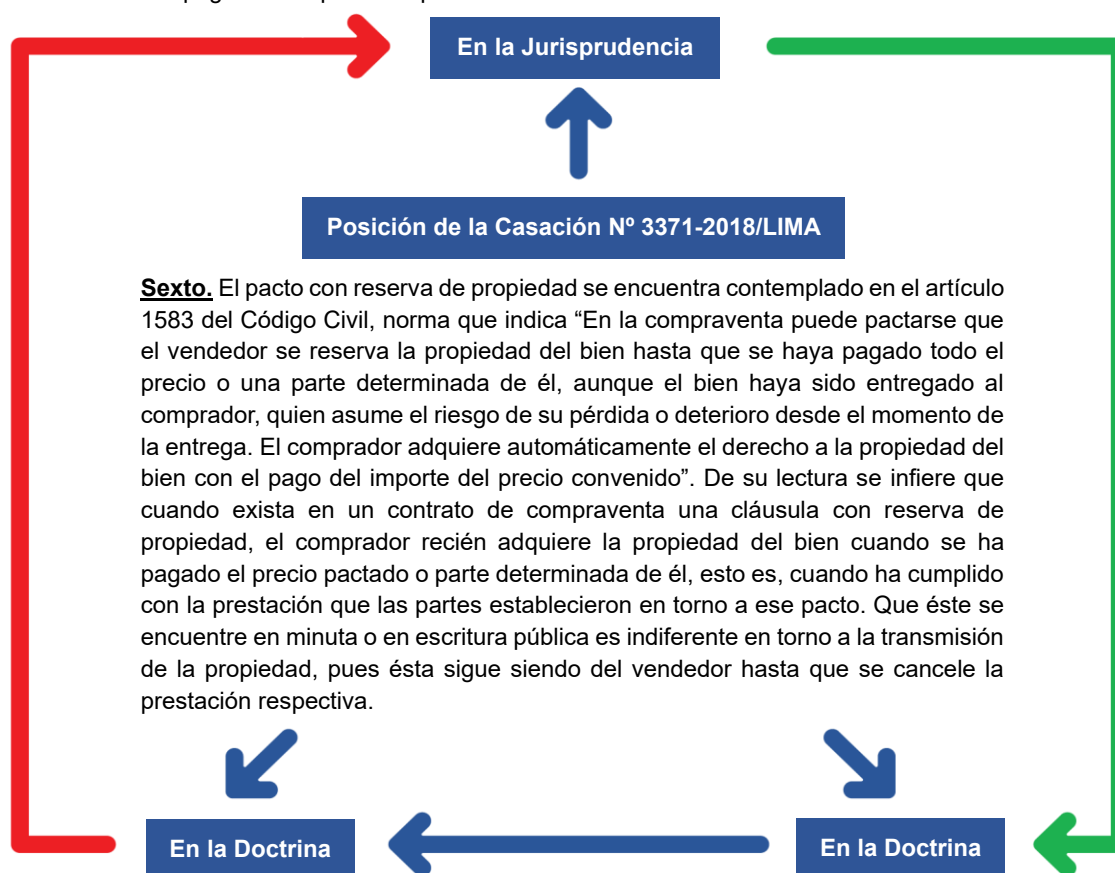 En la Jurisprudencia
Posición de la Casación Nº 3371-2018/LIMA
Sexto. El pacto con reserva de propiedad se encuentra contemplado en el artículo
1583 del Código Civil, norma que indica “En la compraventa puede pactarse que
el vendedor se reserva la propiedad del bien hasta que se haya pagado todo el
precio o una parte determinada de él, aunque el bien haya sido entregado al
comprador, quien asume el riesgo de su pérdida o deterioro desde el momento de
la entrega. El comprador adquiere automáticamente el derecho a la propiedad del
bien con el pago del importe del precio convenido”. De su lectura se infiere que
cuando exista en un contrato de compraventa una cláusula con reserva de
propiedad, el comprador recién adquiere la propiedad del bien cuando se ha
pagado el precio pactado o parte determinada de él, esto es, cuando ha cumplido
con la prestación que las partes establecieron en torno a ese pacto. Que éste se
encuentre en minuta o en escritura pública es indiferente en torno a la transmisión
de la propiedad, pues ésta sigue siendo del vendedor hasta que se cancele la
prestación respectiva.
En la Doctrina
En la Doctrina